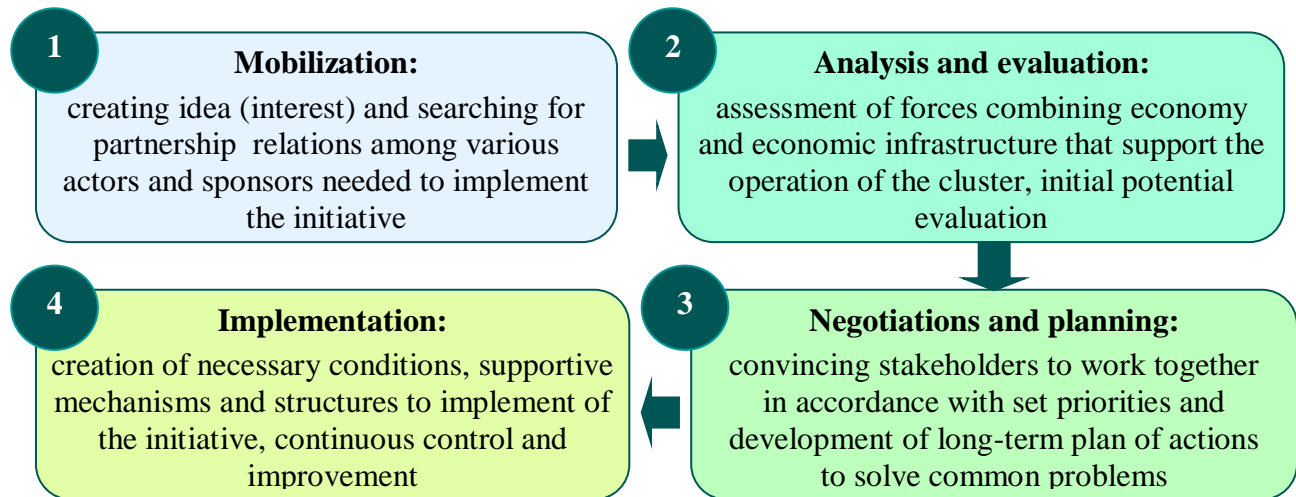 1
Mobilization:
creating idea (interest) and searching for
partnership relations among various
actors and sponsors needed to implement
the initiative
2
Analysis and evaluation:
assessment of forces combining economy
and economic infrastructure that support the
operation of the cluster, initial potential
evaluation
3
Negotiations and planning:
convincing stakeholders to work together
in accordance with set priorities and
development of long-term plan of actions
to solve common problems
4
Implementation:
creation of necessary conditions, supportive
mechanisms and structures to implement of
the initiative, continuous control and
improvement